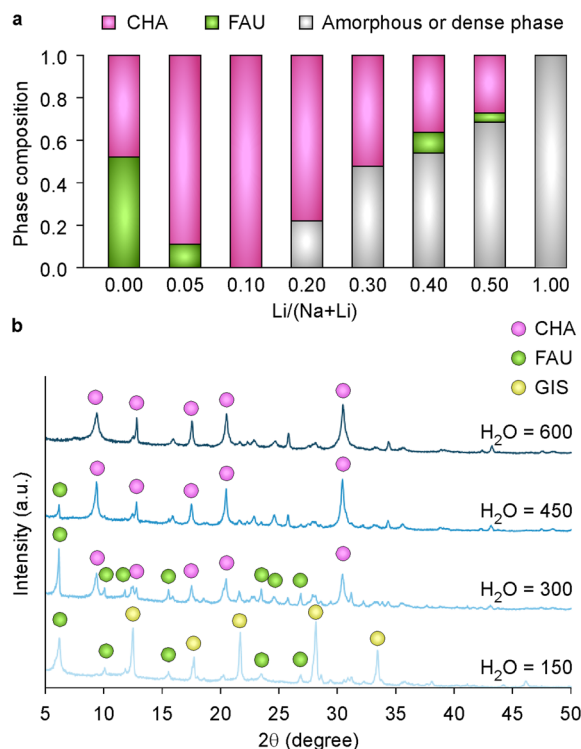 a
CHA FAU Amorphous or dense phase
Phase composition
1.0
0.8
0.6
0.4
0.2
0.0
0.00 0.05 0.10 0.20 0.30 0.40 0.50 1.00
Li/(Na+Li)
b
CHA
FAU
GIS
Intensity (a.u.)
H₂O = 600
H₂O = 450
H₂O = 300
H₂O = 150
5 10 15 20 25 30 35 40 45 50
2θ (degree)